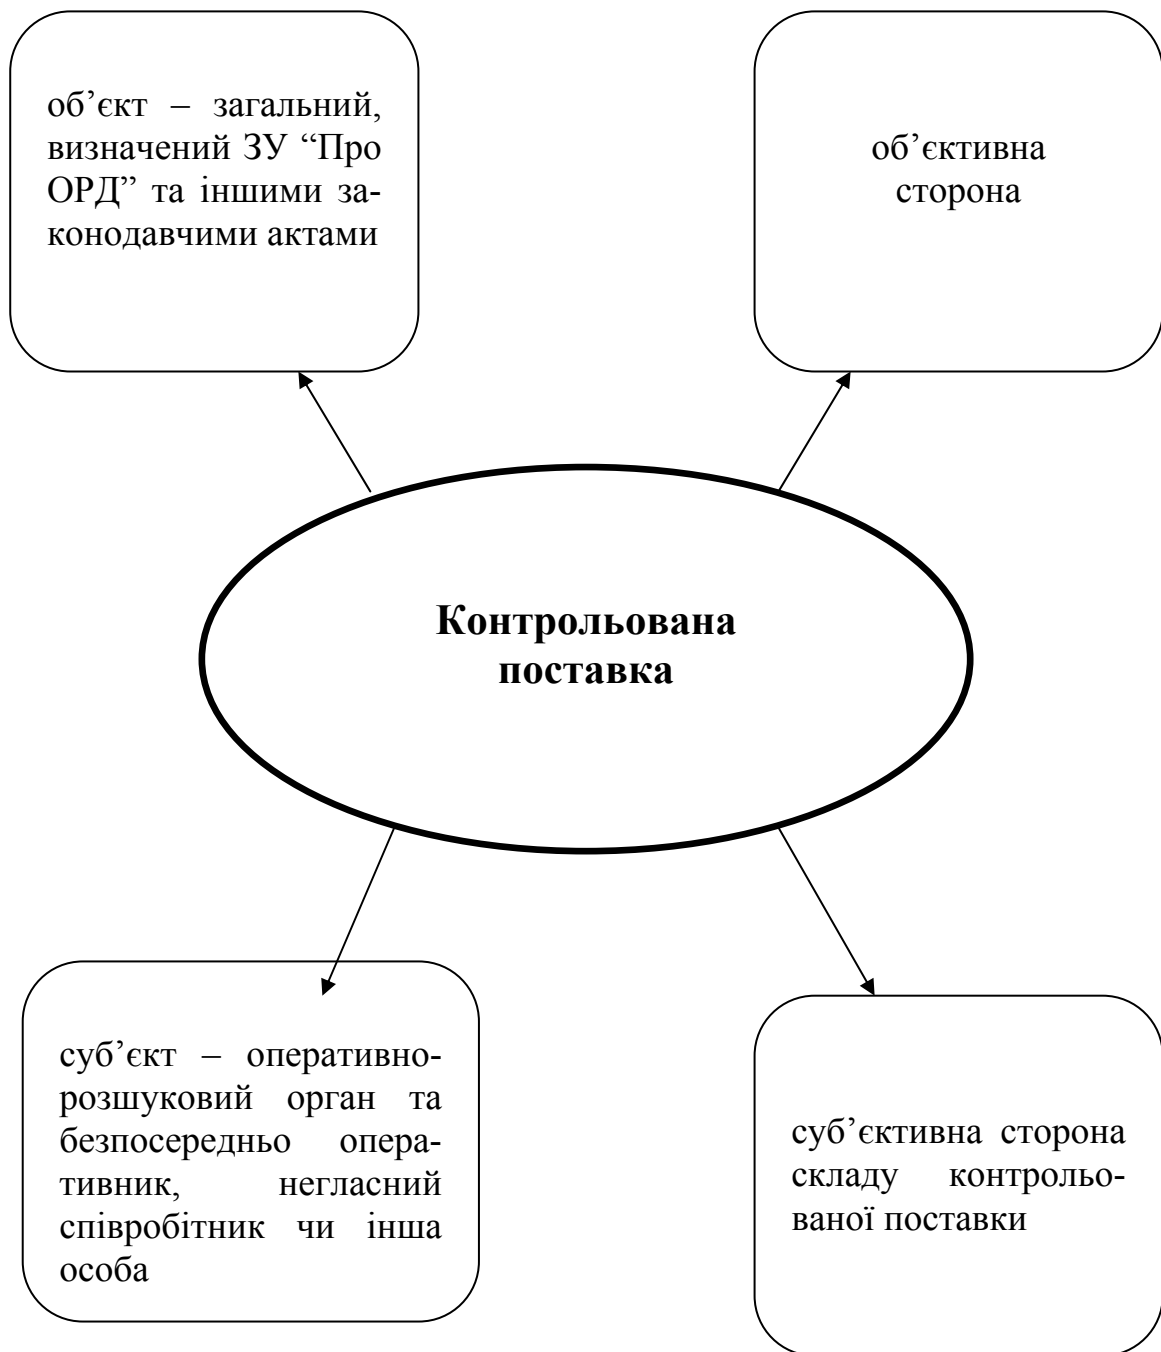 об’єкт – загальний,
визначений ЗУ “Про
ОРД” та іншими за-
конодавчими актами
об’єктивна
сторона
Контрольована
поставка
суб’єкт – оперативно-
розшуковий орган та
безпосередньо опера-
тивник, негласний
співробітник чи інша
особа
суб’єктивна сторона
складу контрольо-
ваної поставки